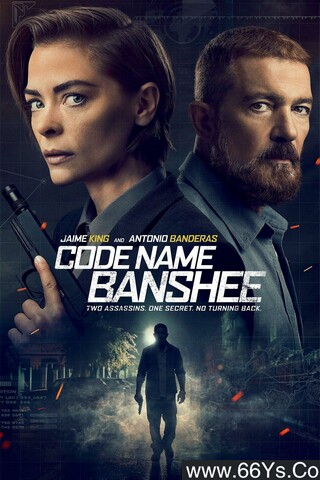 JAIME KING AND ANTONIO BANDERAS
CODE NAME
BANSHEE
TWO ASSASSINS. ONE SECRET. NO TURNING BACK.
www.66Ys.Co